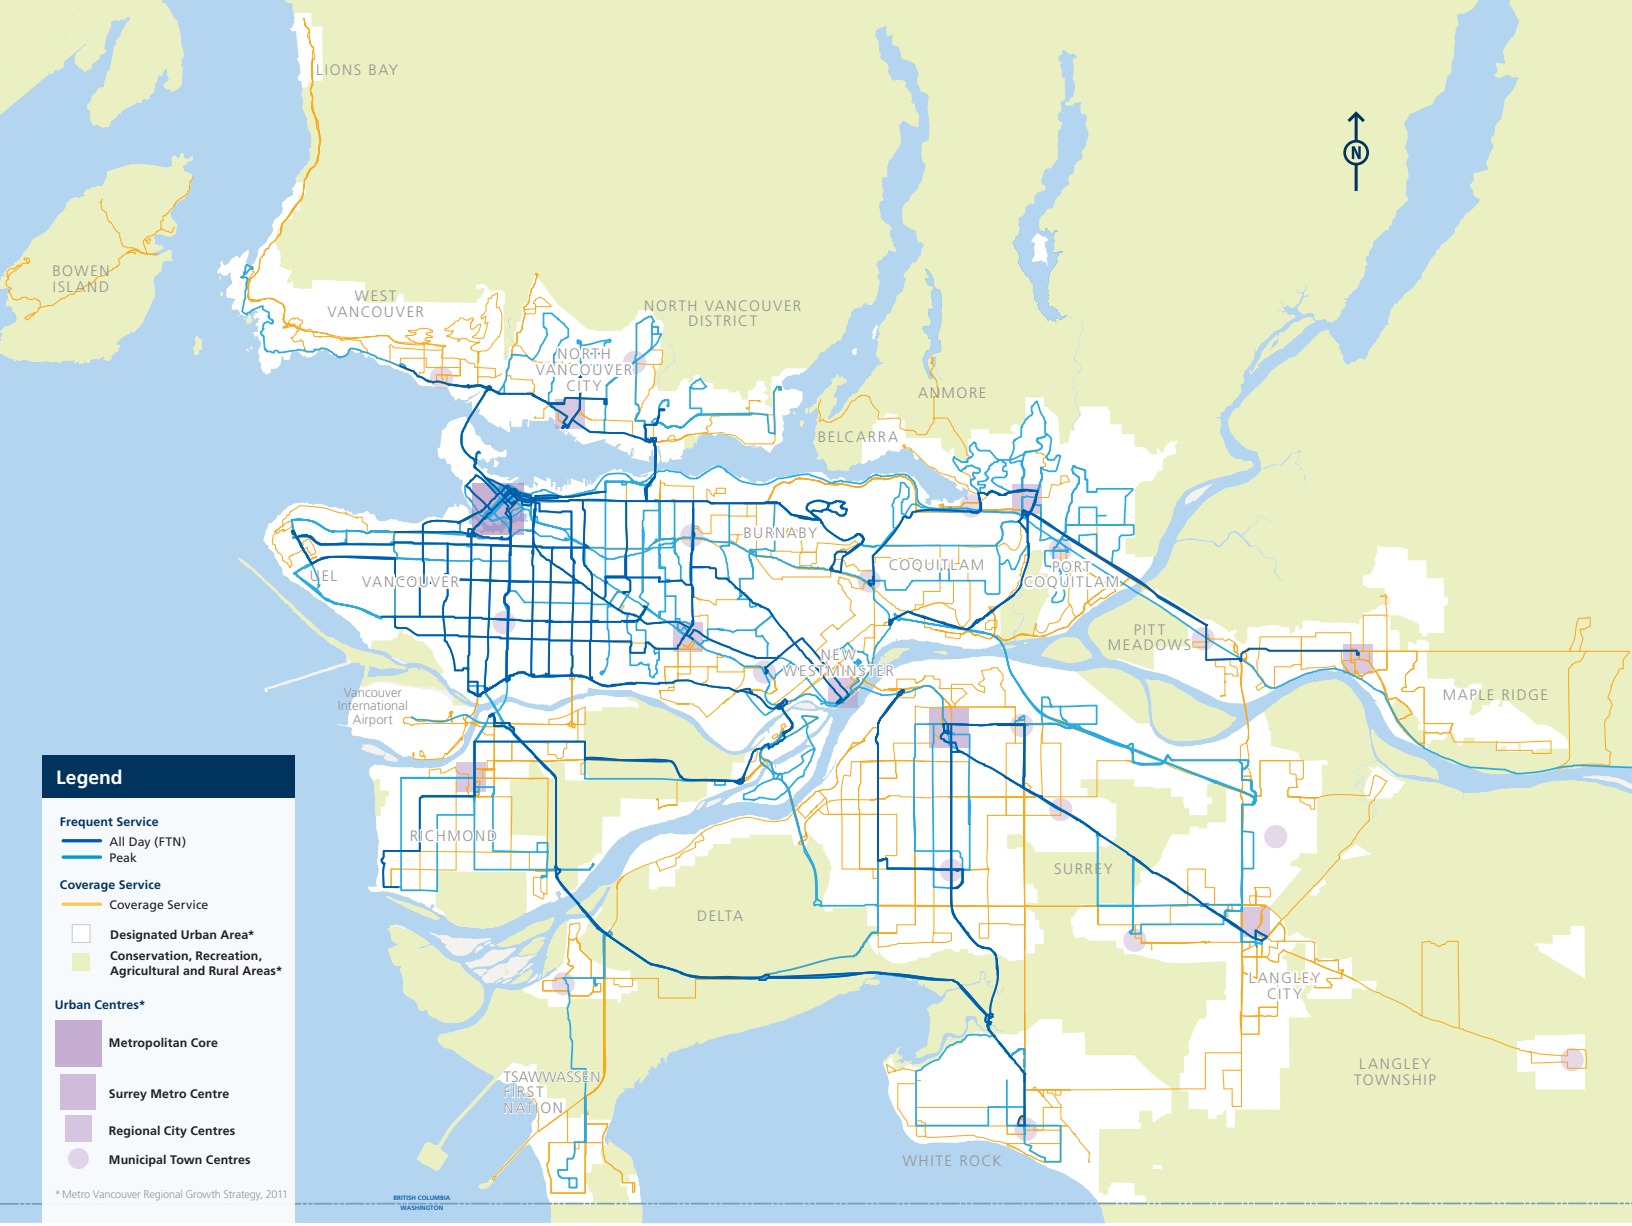 LIONS BAY
N
BOWEN
ISLAND
WEST
VANCOUVER
NORTH VANCOUVER
DISTRICT
NORTH
VANCOUVER
CITY
ANMORE
BELCARRA
BURNABY
UEL
VANCOUVER
COQUITLAM
PORT
COQUITLAM
PITT
MEADOWS
NEW
WESTMINSTER
MAPLE RIDGE
Vancouver
International
Airport
RICHMOND
SURREY
DELTA
LANGLEY
CITY
LANGLEY
TOWNSHIP
TSAWWASSEN
FIRST
NATION
WHITE ROCK
BRITISH COLUMBIA
WASHINGTON
Legend
Frequent Service
All Day (FTN)
Peak
Coverage Service
Coverage Service
Designated Urban Area*
Conservation, Recreation,
Agricultural and Rural Areas*
Urban Centres*
Metropolitan Core
Surrey Metro Centre
Regional City Centres
Municipal Town Centres
* Metro Vancouver Regional Growth Strategy, 2011